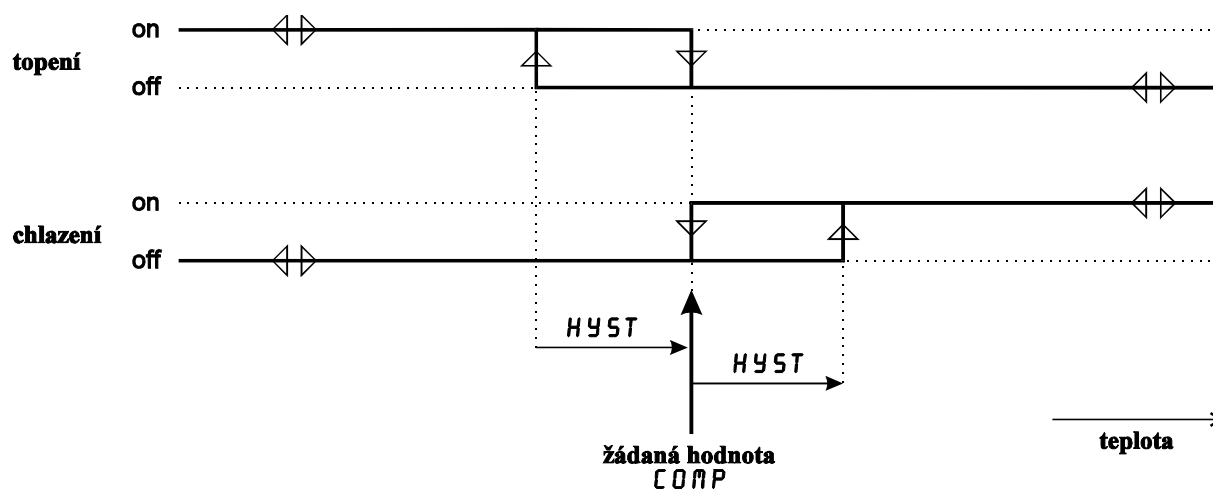 on
topení
off
on
chlazení
off
HYST
HYST
teplota
žádaná hodnota
COMP